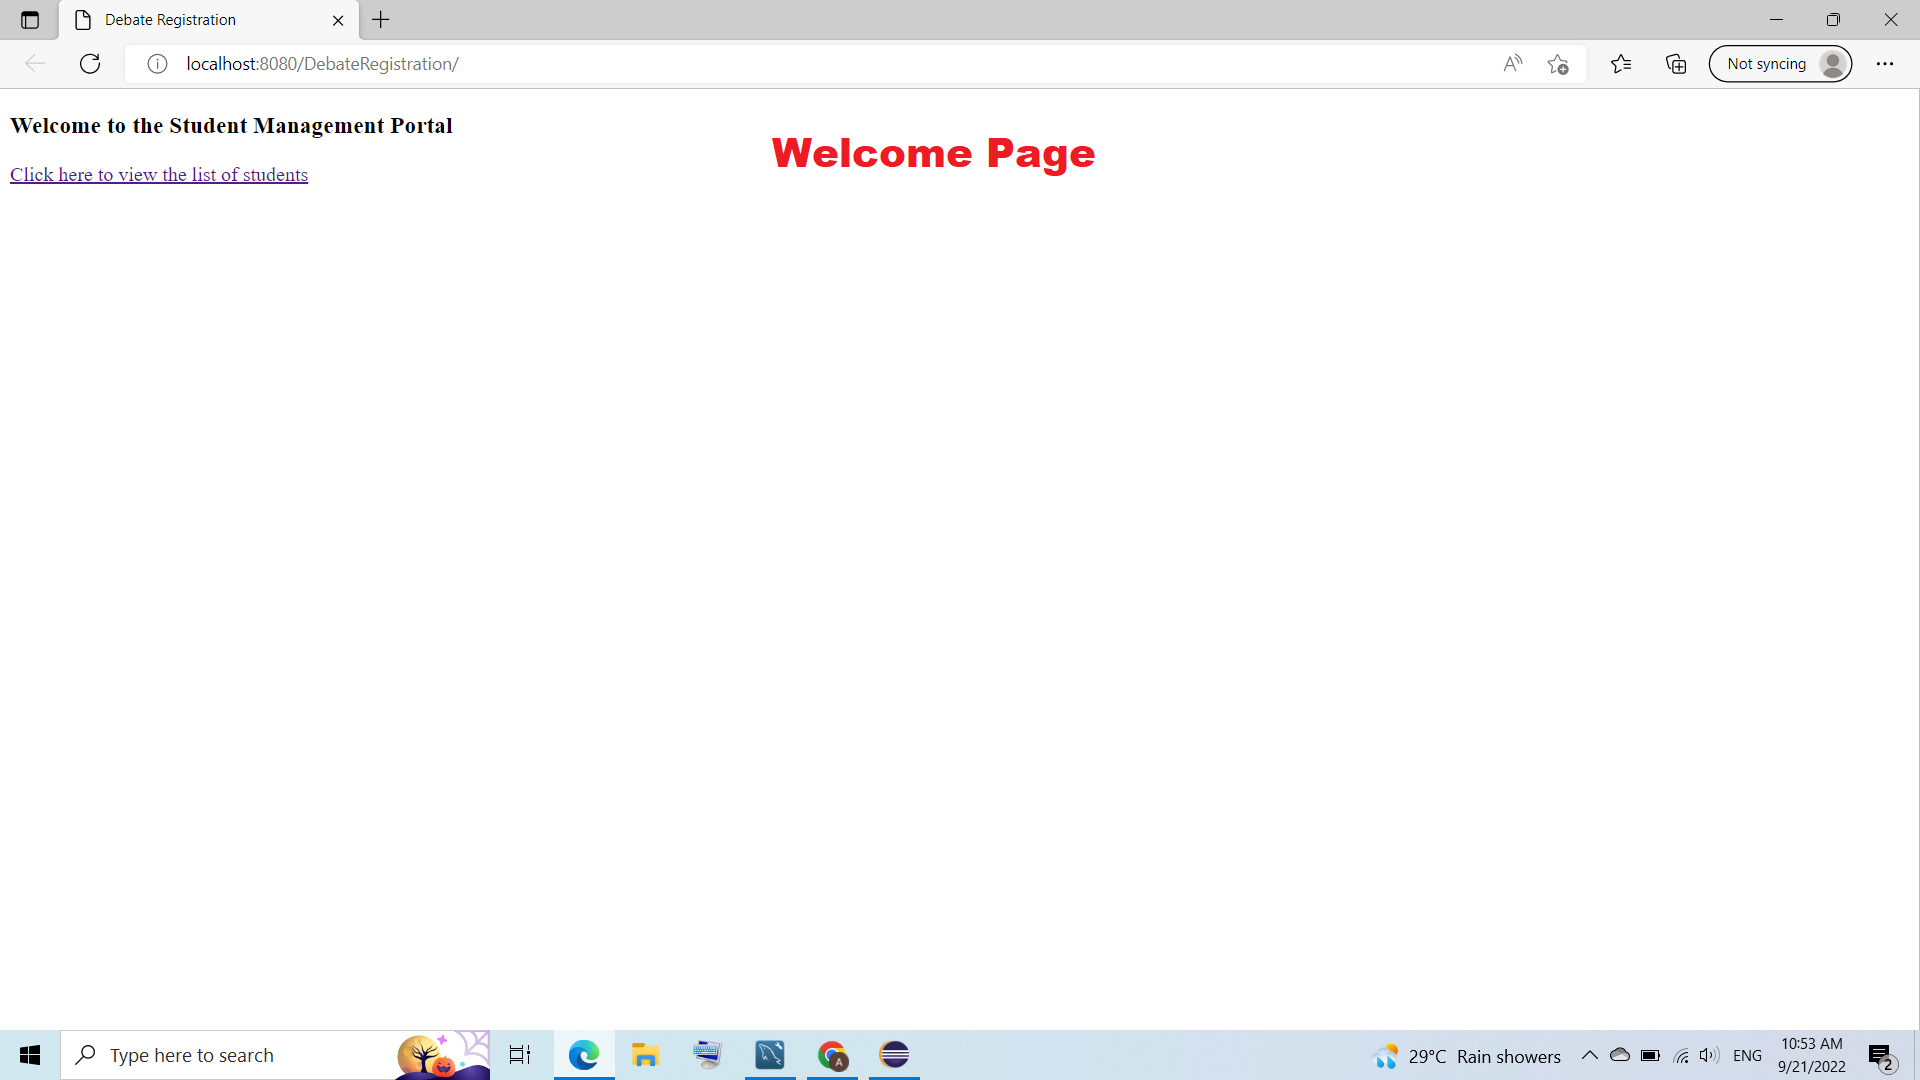 Debate Registration
localhost:8080/DebateRegistration/
Not syncing
Welcome to the Student Management Portal
Welcome Page
Click here to view the list of students
Type here to search
29°C Rain showers
ENG
10:53 AM
9/21/2022
2
A